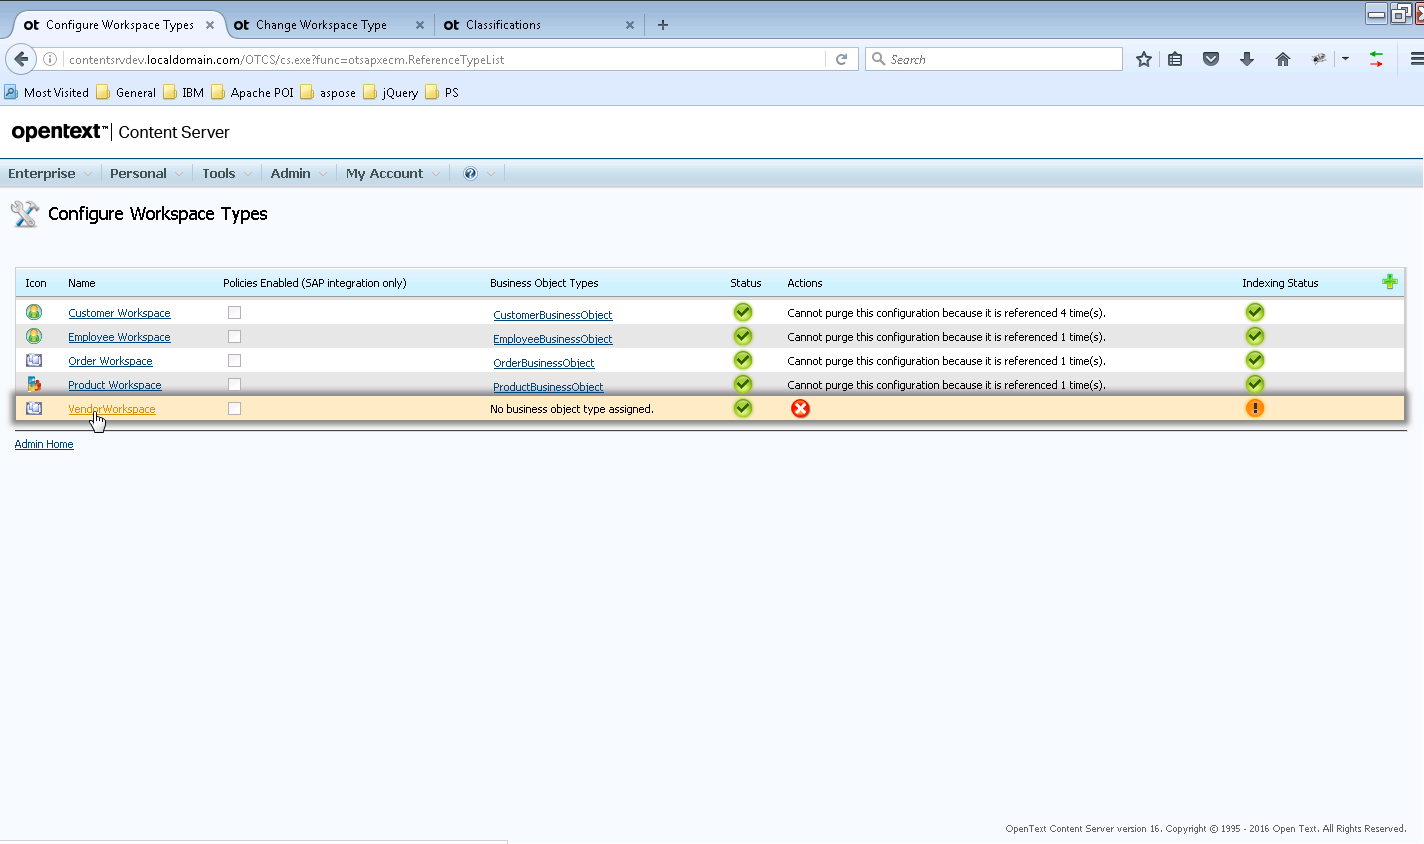 Configure Workspace Types
Change Workspace Type
Classifications
contentsrvdev.localdomain.com/OTCS/cs.exe?func=otsapxecm.ReferenceTypeList
Search
Most Visited General IBM Apache POI aspose jQuery PS
opentext™ | Content Server
Enterprise Personal Tools Admin My Account ?
Configure Workspace Types
Icon Name Policies Enabled (SAP integration only) Business Object Types Status Actions Indexing Status
Customer Workspace CustomerBusinessObject Cannot purge this configuration because it is referenced 4 time(s).
Employee Workspace EmployeeBusinessObject Cannot purge this configuration because it is referenced 1 time(s).
Order Workspace OrderBusinessObject Cannot purge this configuration because it is referenced 1 time(s).
Product Workspace ProductBusinessObject Cannot purge this configuration because it is referenced 1 time(s).
VendorWorkspace No business object type assigned.
Admin Home
OpenText Content Server version 16. Copyright © 1995 - 2016 Open Text. All Rights Reserved.